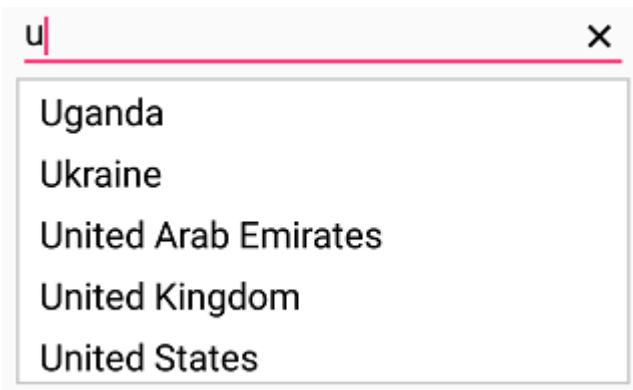 u
Uganda
Ukraine
United Arab Emirates
United Kingdom
United States